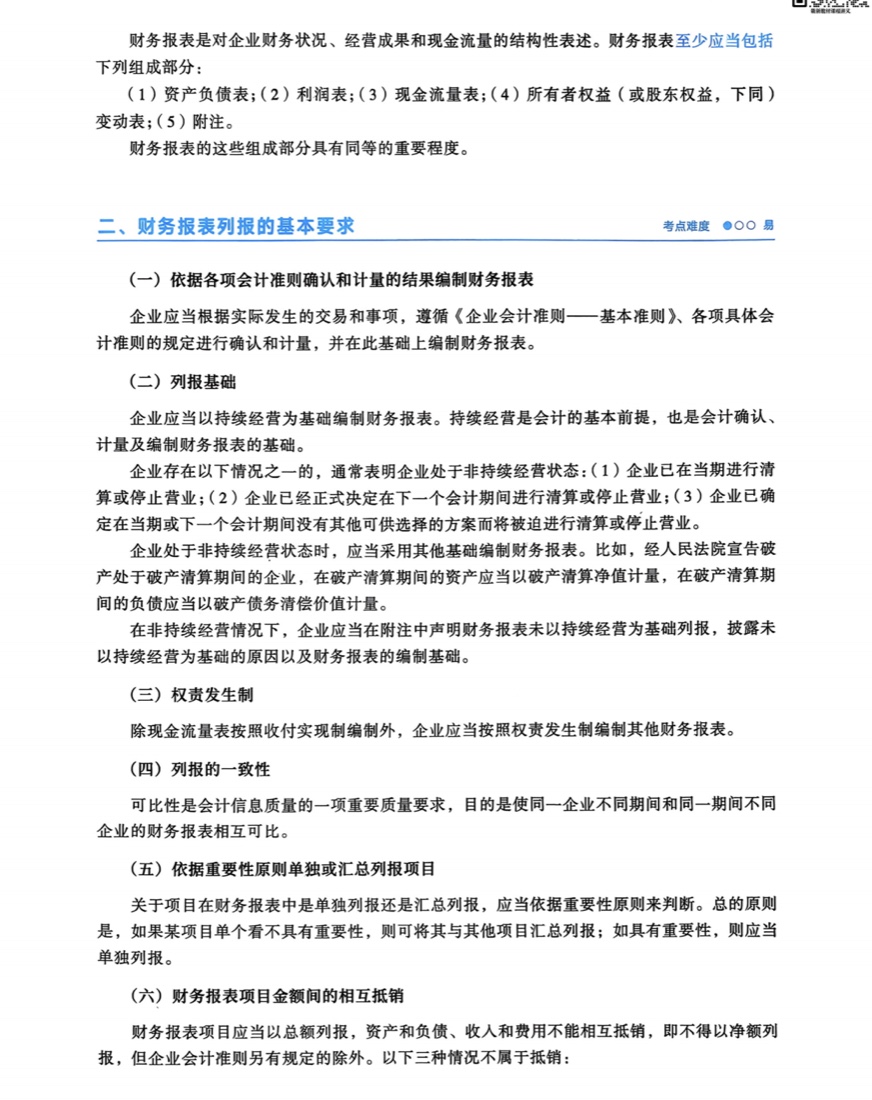 财务报表是对企业财务状况、经营成果和现金流量的结构性表述。财务报表至少应当包括
下列组成部分：
（1）资产负债表；（2）利润表；（3）现金流量表；（4）所有者权益（或股东权益，下同）
变动表；（5）附注。
财务报表的这些组成部分具有同等的重要程度。
二、财务报表列报的基本要求 考点难度 易
（一）依据各项会计准则确认和计量的结果编制财务报表
企业应当根据实际发生的交易和事项，遵循《企业会计准则——基本准则》、各项具体会
计准则的规定进行确认和计量，并在此基础上编制财务报表。
（二）列报基础
企业应当以持续经营为基础编制财务报表。持续经营是会计的基本前提，也是会计确认、
计量及编制财务报表的基础。
企业存在以下情况之一的，通常表明企业处于非持续经营状态：（1）企业已在当期进行清
算或停止营业；（2）企业已经正式决定在下一个会计期间进行清算或停止营业；（3）企业已确
定在当期或下一个会计期间没有其他可供选择的方案而将被迫进行清算或停止营业。
企业处于非持续经营状态时，应当采用其他基础编制财务报表。比如，经人民法院宣告破
产处于破产清算期间的企业，在破产清算期间的资产应当以破产清算净值计量，在破产清算期
间的负债应当以破产债务清偿价值计量。
在非持续经营情况下，企业应当在附注中声明财务报表未以持续经营为基础列报，披露未
以持续经营为基础的原因以及财务报表的编制基础。
（三）权责发生制
除现金流量表按照收付实现制编制外，企业应当按照权责发生制编制其他财务报表。
（四）列报的一致性
可比性是会计信息质量的一项重要质量要求，目的是使同一企业不同期间和同一期间不同
企业的财务报表相互可比。
（五）依据重要性原则单独或汇总列报项目
关于项目在财务报表中是单独列报还是汇总列报，应当依据重要性原则来判断。总的原则
是，如果某项目单个看不具有重要性，则可将其与其他项目汇总列报；如具有重要性，则应当
单独列报。
（六）财务报表项目金额间的相互抵销
财务报表项目应当以总额列报，资产和负债、收入和费用不能相互抵销，即不得以净额列
报，但企业会计准则另有规定的除外。以下三种情况不属于抵销：